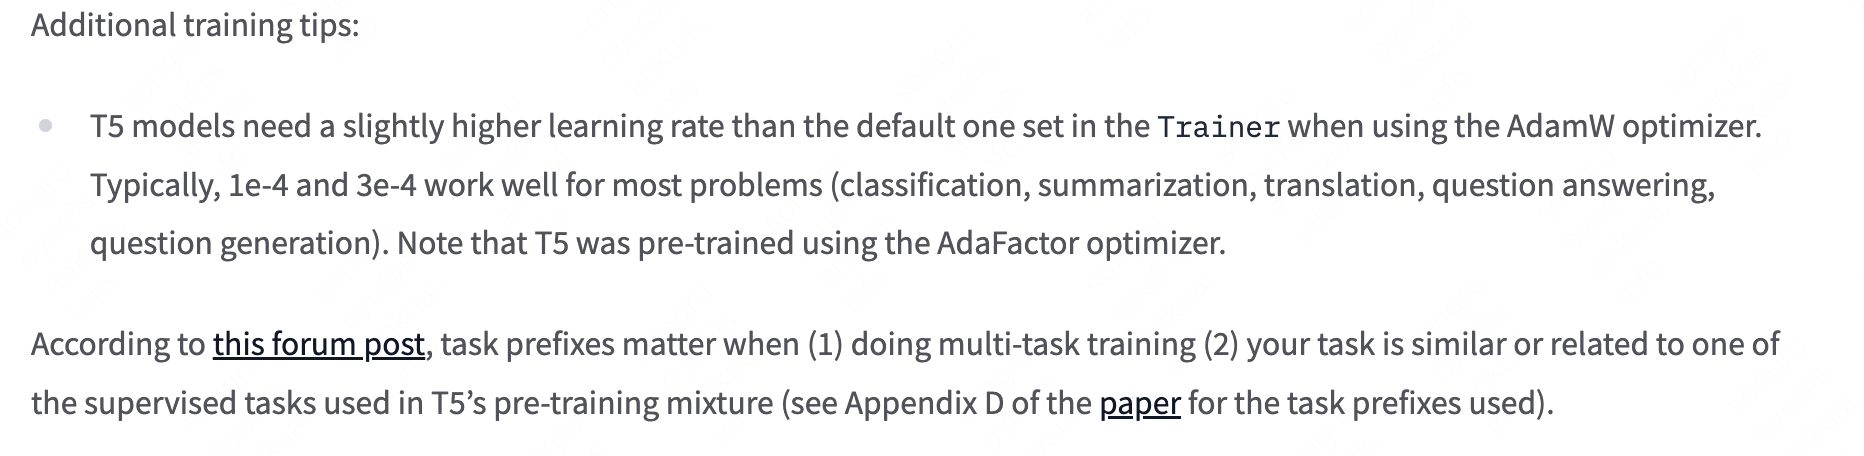 Additional training tips:
T5 models need a slightly higher learning rate than the default one set in the Trainer when using the AdamW optimizer.
Typically, 1e-4 and 3e-4 work well for most problems (classification, summarization, translation, question answering,
question generation). Note that T5 was pre-trained using the AdaFactor optimizer.
According to this forum post, task prefixes matter when (1) doing multi-task training (2) your task is similar or related to one of
the supervised tasks used in T5’s pre-training mixture (see Appendix D of the paper for the task prefixes used).